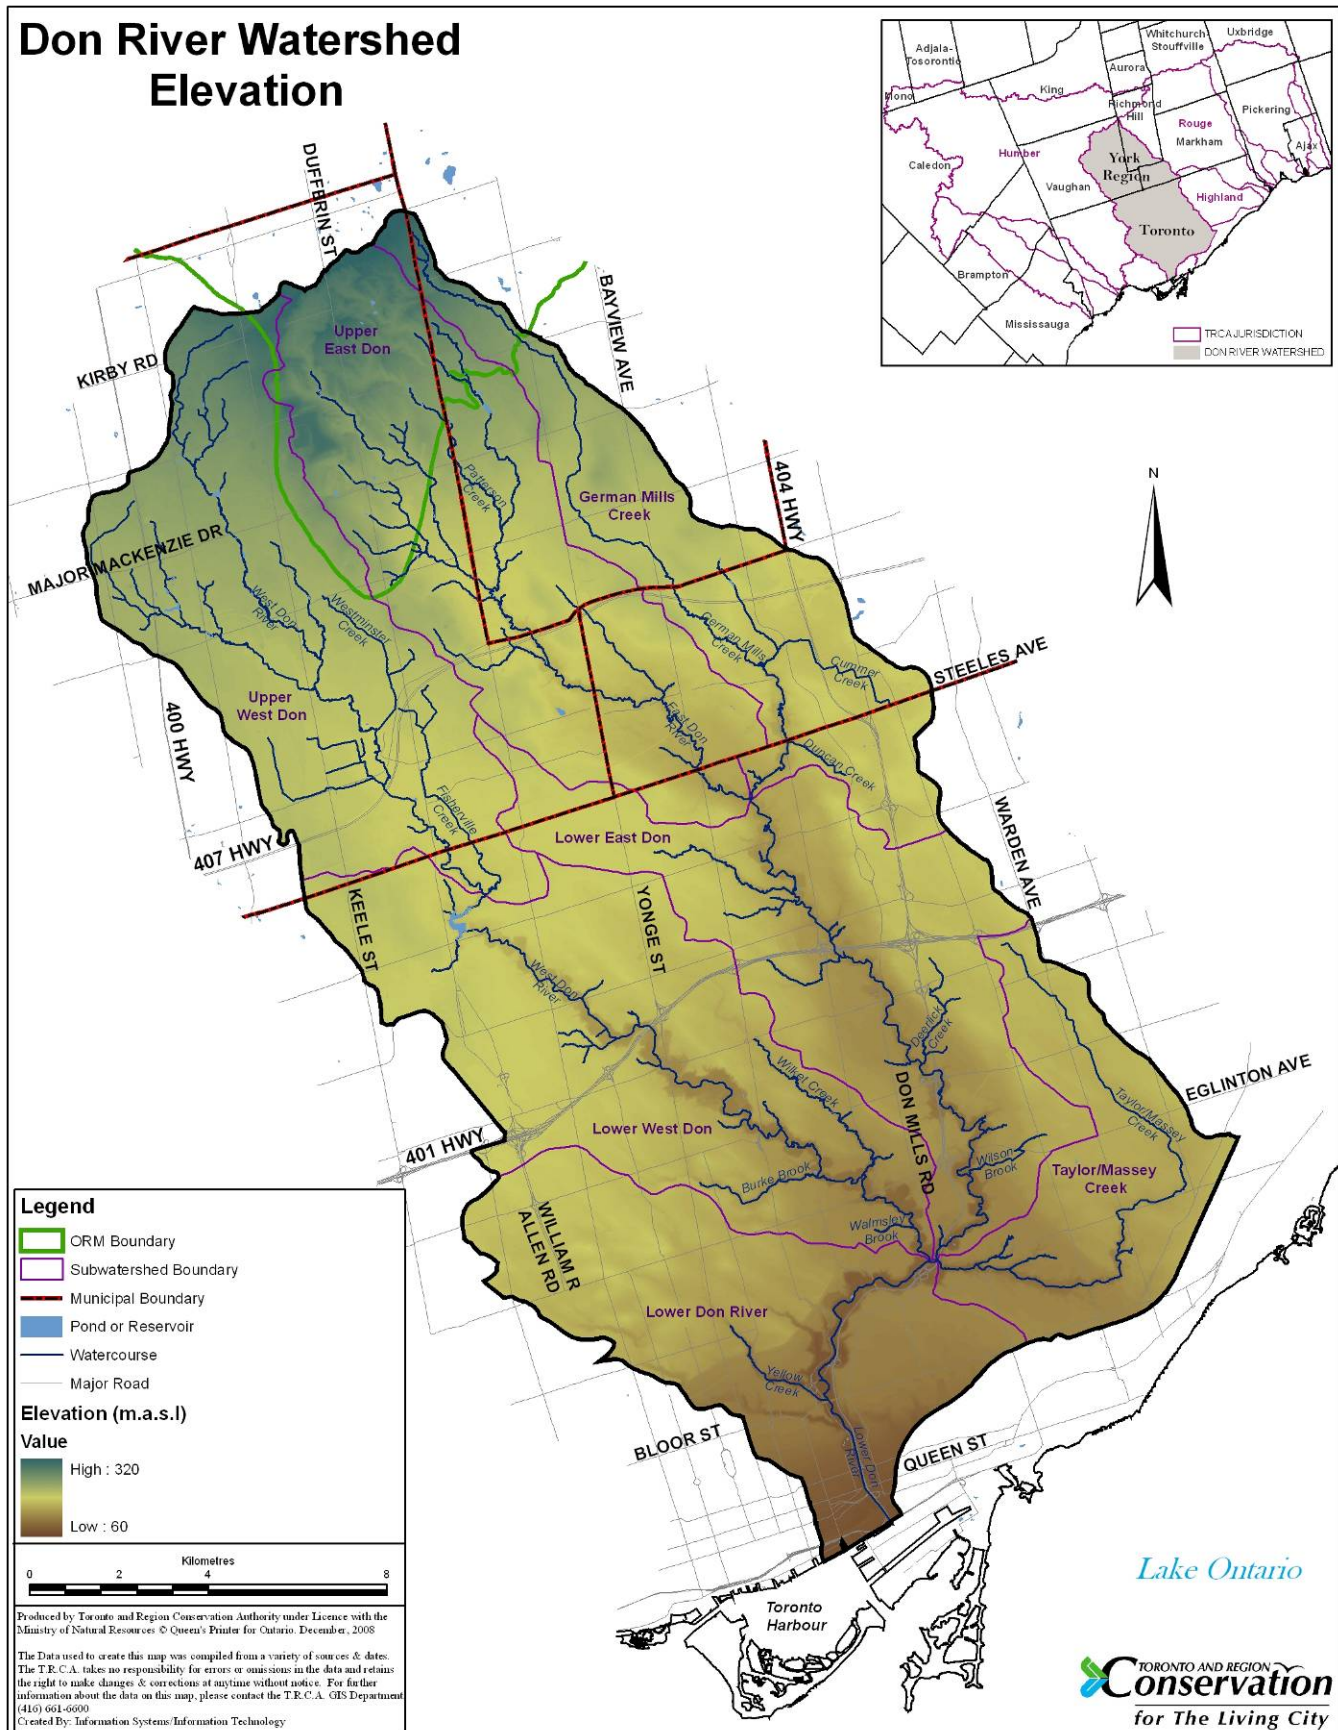 Don River Watershed
Elevation
Adjala-
Tosorontio
Whitchurch-
Stouffville
Uxbridge
Aurora
Mono
King
Richmond
Hill
Pickering
Rouge
Markham
Ajax
Humber
Caledon
York
Region
Vaughan
Highland
Toronto
Brampton
Mississauga
TRCA JURISDICTION
DON RIVER WATERSHED
DUFFERIN ST
BAYVIEW AVE
KIRBY RD
Upper
East Don
Patterson
Creek
German Mills
Creek
404 HWY
N
MAJOR MACKENZIE DR
West Don
River
Westminster
Creek
German Mills
Creek
Cummer
Creek
STEELES AVE
Upper
West Don
400 HWY
East Don
River
Duncan Creek
Fisherville
Creek
407 HWY
Lower East Don
WARDEN AVE
KEELE ST
YONGE ST
West Don
River
Deerlick
Creek
Wilket Creek
DON MILLS RD
EGLINTON AVE
Taylor/Massey
Creek
401 HWY
Lower West Don
Wilson
Brook
Taylor/Massey
Creek
Burke Brook
Walmsley
Brook
WILLIAM R
ALLEN RD
Lower Don River
Yellow
Creek
BLOOR ST
Lower Don
River
QUEEN ST
Legend
ORM Boundary
Subwatershed Boundary
Municipal Boundary
Pond or Reservoir
Watercourse
Major Road
Elevation (m.a.s.l)
Value
High : 320
Low : 60
Kilometres
0 2 4 8
Produced by Toronto and Region Conservation Authority under Licence with the
Ministry of Natural Resources © Queen's Printer for Ontario. December, 2008
The Data used to create this map was compiled from a variety of sources & dates.
The T.R.C.A. takes no responsibility for errors or omissions in the data and retains
the right to make changes & corrections at anytime without notice. For further
information about the data on this map, please contact the T.R.C.A. GIS Department
(416) 661-6600
Created By: Information Systems/Information Technology
Toronto
Harbour
Lake Ontario
TORONTO AND REGION
Conservation
for The Living City